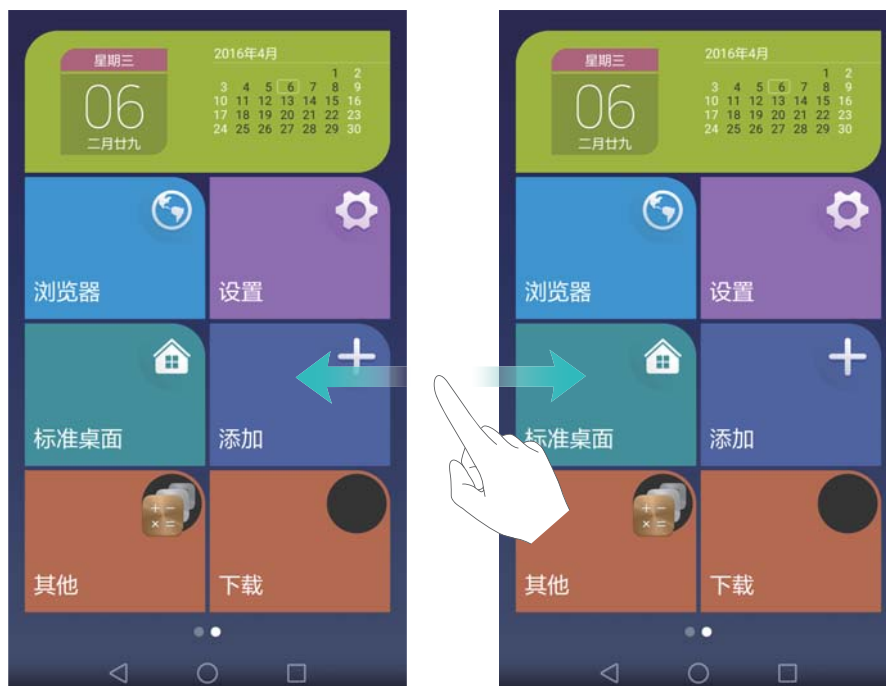 星期三
06
二月廿九
2016年4月
1 2
3 4 5 6 7 8 9
10 11 12 13 14 15 16
17 18 19 20 21 22 23
24 25 26 27 28 29 30
浏览器
设置
标准桌面
添加
其他
下载
星期三
06
二月廿九
2016年4月
1 2
3 4 5 6 7 8 9
10 11 12 13 14 15 16
17 18 19 20 21 22 23
24 25 26 27 28 29 30
浏览器
设置
标准桌面
添加
其他
下载